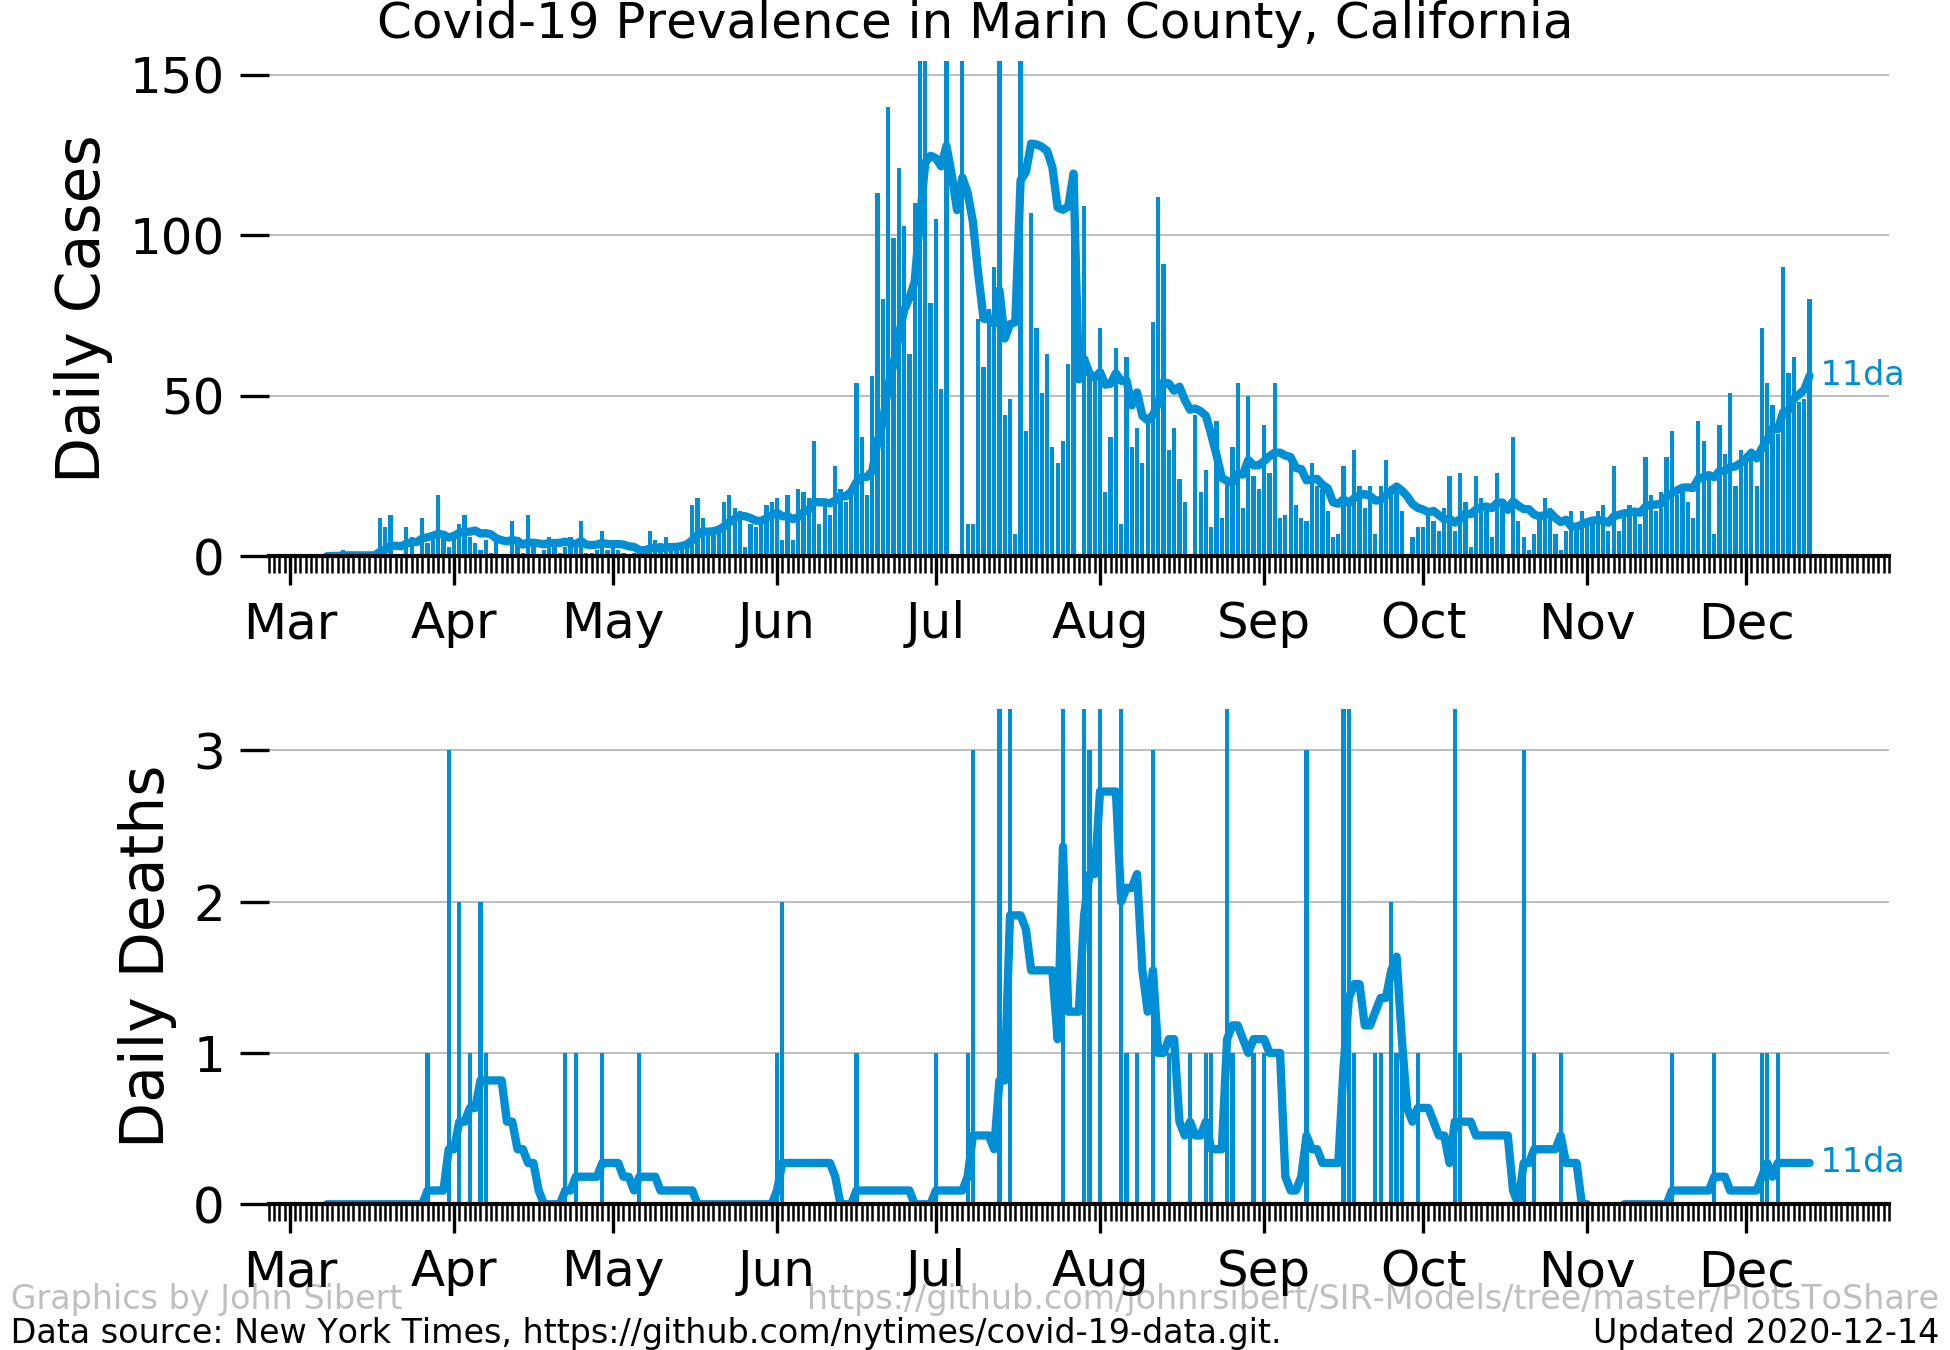 Covid-19 Prevalence in Marin County, California
Daily Cases
150
100
50
0
11da
Mar Apr May Jun Jul Aug Sep Oct Nov Dec
Daily Deaths
3
2
1
0
11da
Mar Apr May Jun Jul Aug Sep Oct Nov Dec
Graphics by John Sibert https://github.com/johnrsibert/SIR-Models/tree/master/PlotsToShare
Data source: New York Times, https://github.com/nytimes/covid-19-data.git. Updated 2020-12-14